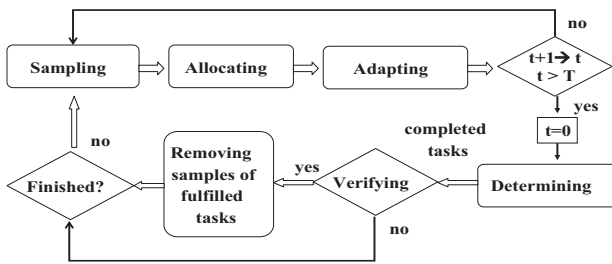 no
Sampling
Allocating
Adapting
t+1→t
t > T
yes
t=0
completed
tasks
Determining
Verifying
yes
no
Removing
samples of
fulfilled
tasks
Finished?
no